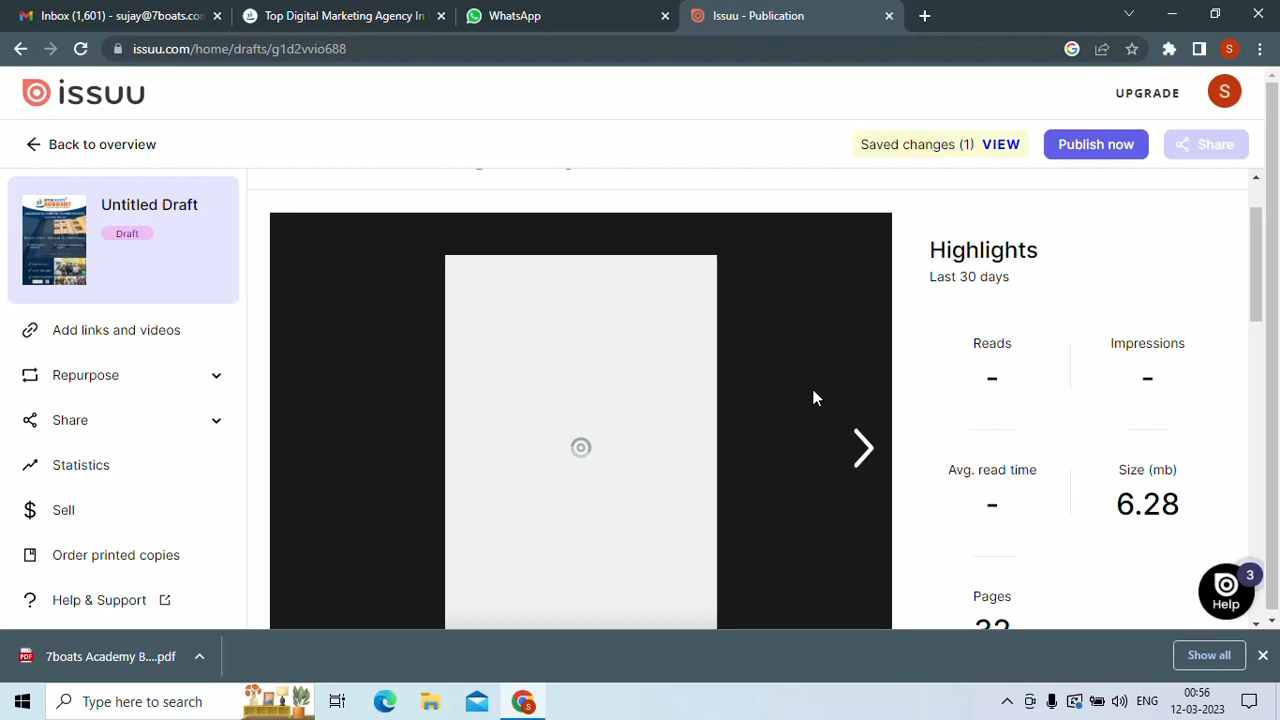 Inbox (1,601) - sujay@7boats.con
Top Digital Marketing Agency In
WhatsApp
Issuu - Publication
issuu.com/home/drafts/g1d2vvio688
S
issuu
UPGRADE
S
Back to overview
Saved changes (1) VIEW
Publish now
Share
Untitled Draft
Draft
Add links and videos
Repurpose
Share
Statistics
Sell
Order printed copies
Help & Support
Highlights
Last 30 days
Reads
Impressions
-
-
Avg. read time
Size (mb)
-
6.28
Pages
32
3
Help
7boats Academy B....pdf
Show all
Type here to search
ENG
00:56
12-03-2023